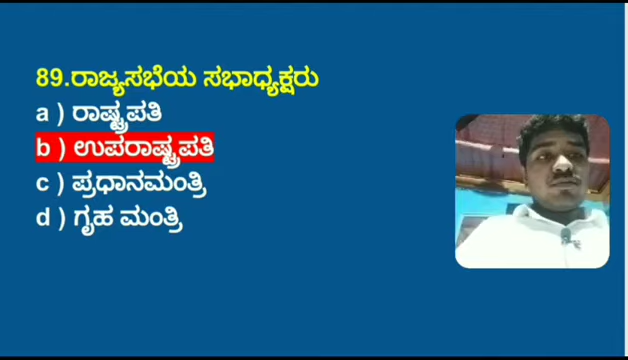 89.ರಾಜ್ಯಸಭೆಯ ಸಭಾಧ್ಯಕ್ಷರು
a ) ರಾಷ್ಟ್ರಪತಿ
b ) ಉಪರಾಷ್ಟ್ರಪತಿ
c ) ಪ್ರಧಾನಮಂತ್ರಿ
d ) ಗೃಹ ಮಂತ್ರಿ